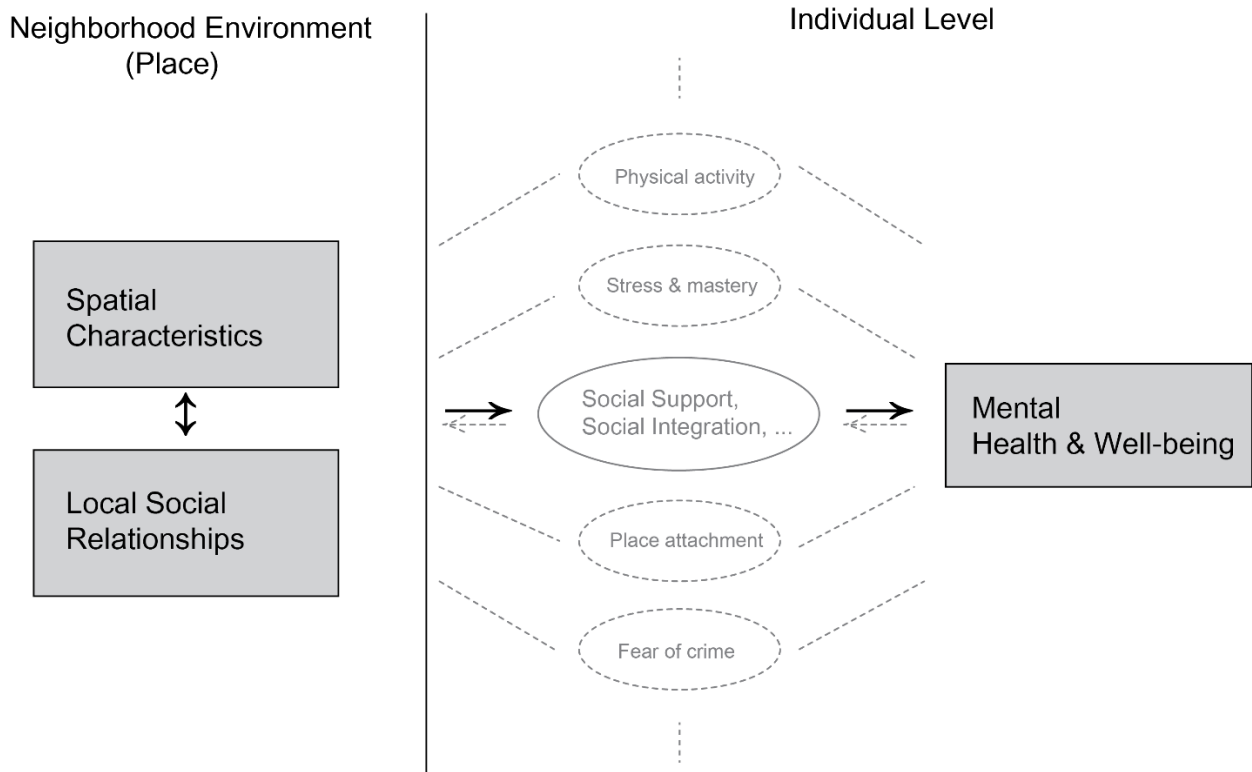 Neighborhood Environment
(Place)
Individual Level
Spatial
Characteristics
Local Social
Relationships
Physical activity
Stress & mastery
Social Support,
Social Integration, ...
Place attachment
Fear of crime
Mental
Health & Well-being